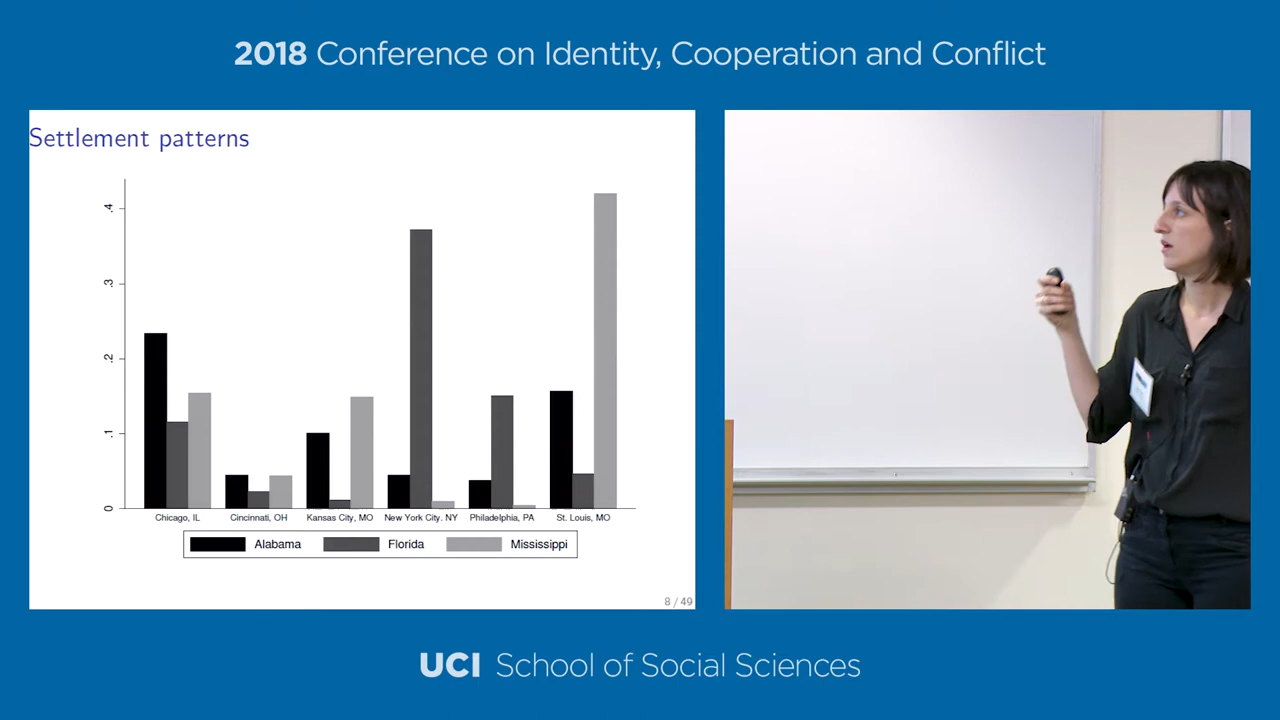 2018 Conference on Identity, Cooperation and Conflict
Settlement patterns
.4
.3
.2
.1
0
Chicago, IL Cincinnati, OH Kansas City, MO New York City. NY Philadelphia, PA St. Louis, MO
Alabama Florida Mississippi
8 / 49
UCI School of Social Sciences